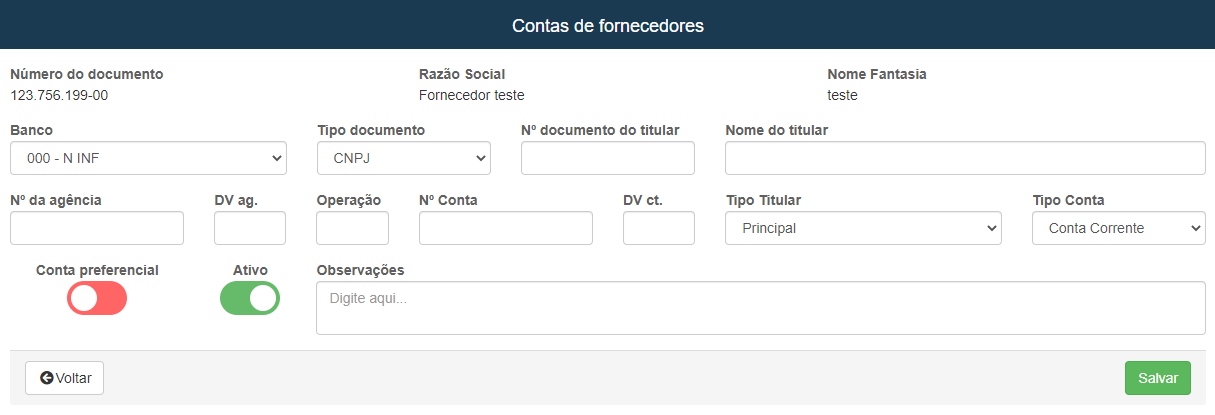 Contas de fornecedores
Número do documento Razão Social Nome Fantasia
123.756.199-00 Fornecedor teste teste
Banco Tipo documento Nº documento do titular Nome do titular
000 - N INF CNPJ
Nº da agência DV ag. Operação Nº Conta DV ct. Tipo Titular Tipo Conta
Principal Conta Corrente
Conta preferencial Ativo Observações
Digite aqui...
Voltar Salvar